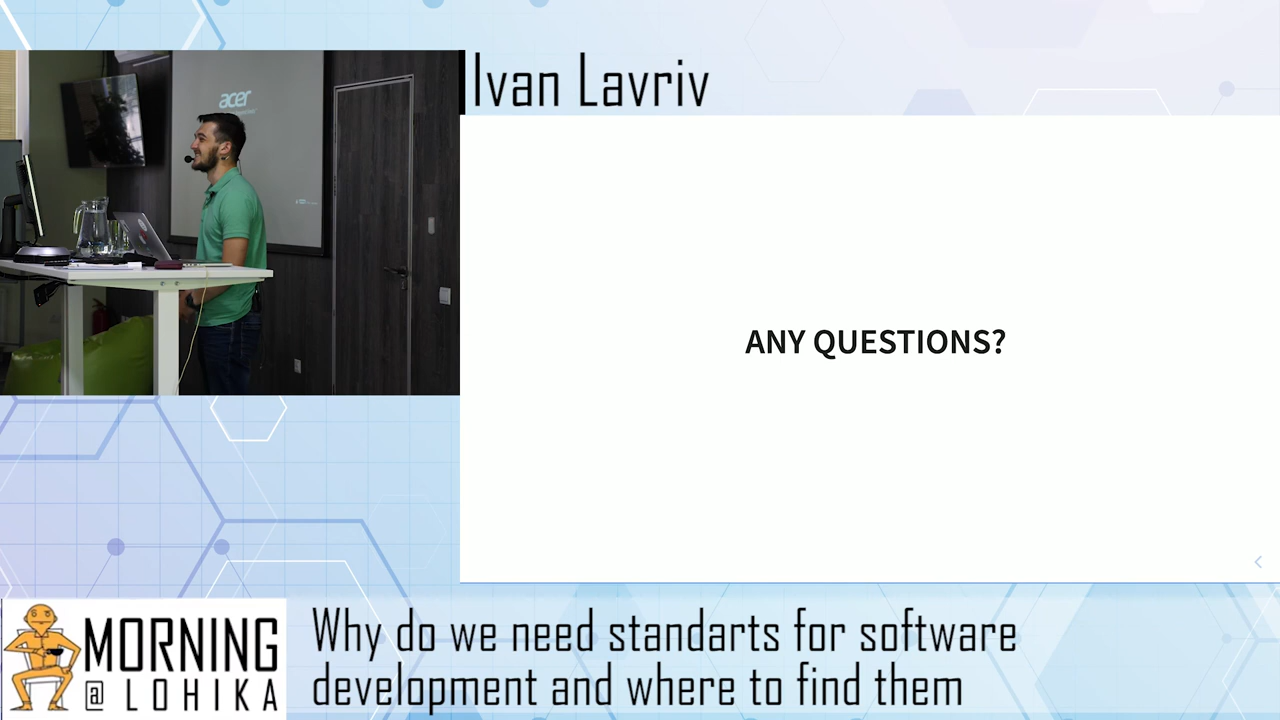 Ivan Lavriv
acer
ANY QUESTIONS?
Why do we need standarts for software
development and where to find them
MORNING
@ LOHIKA